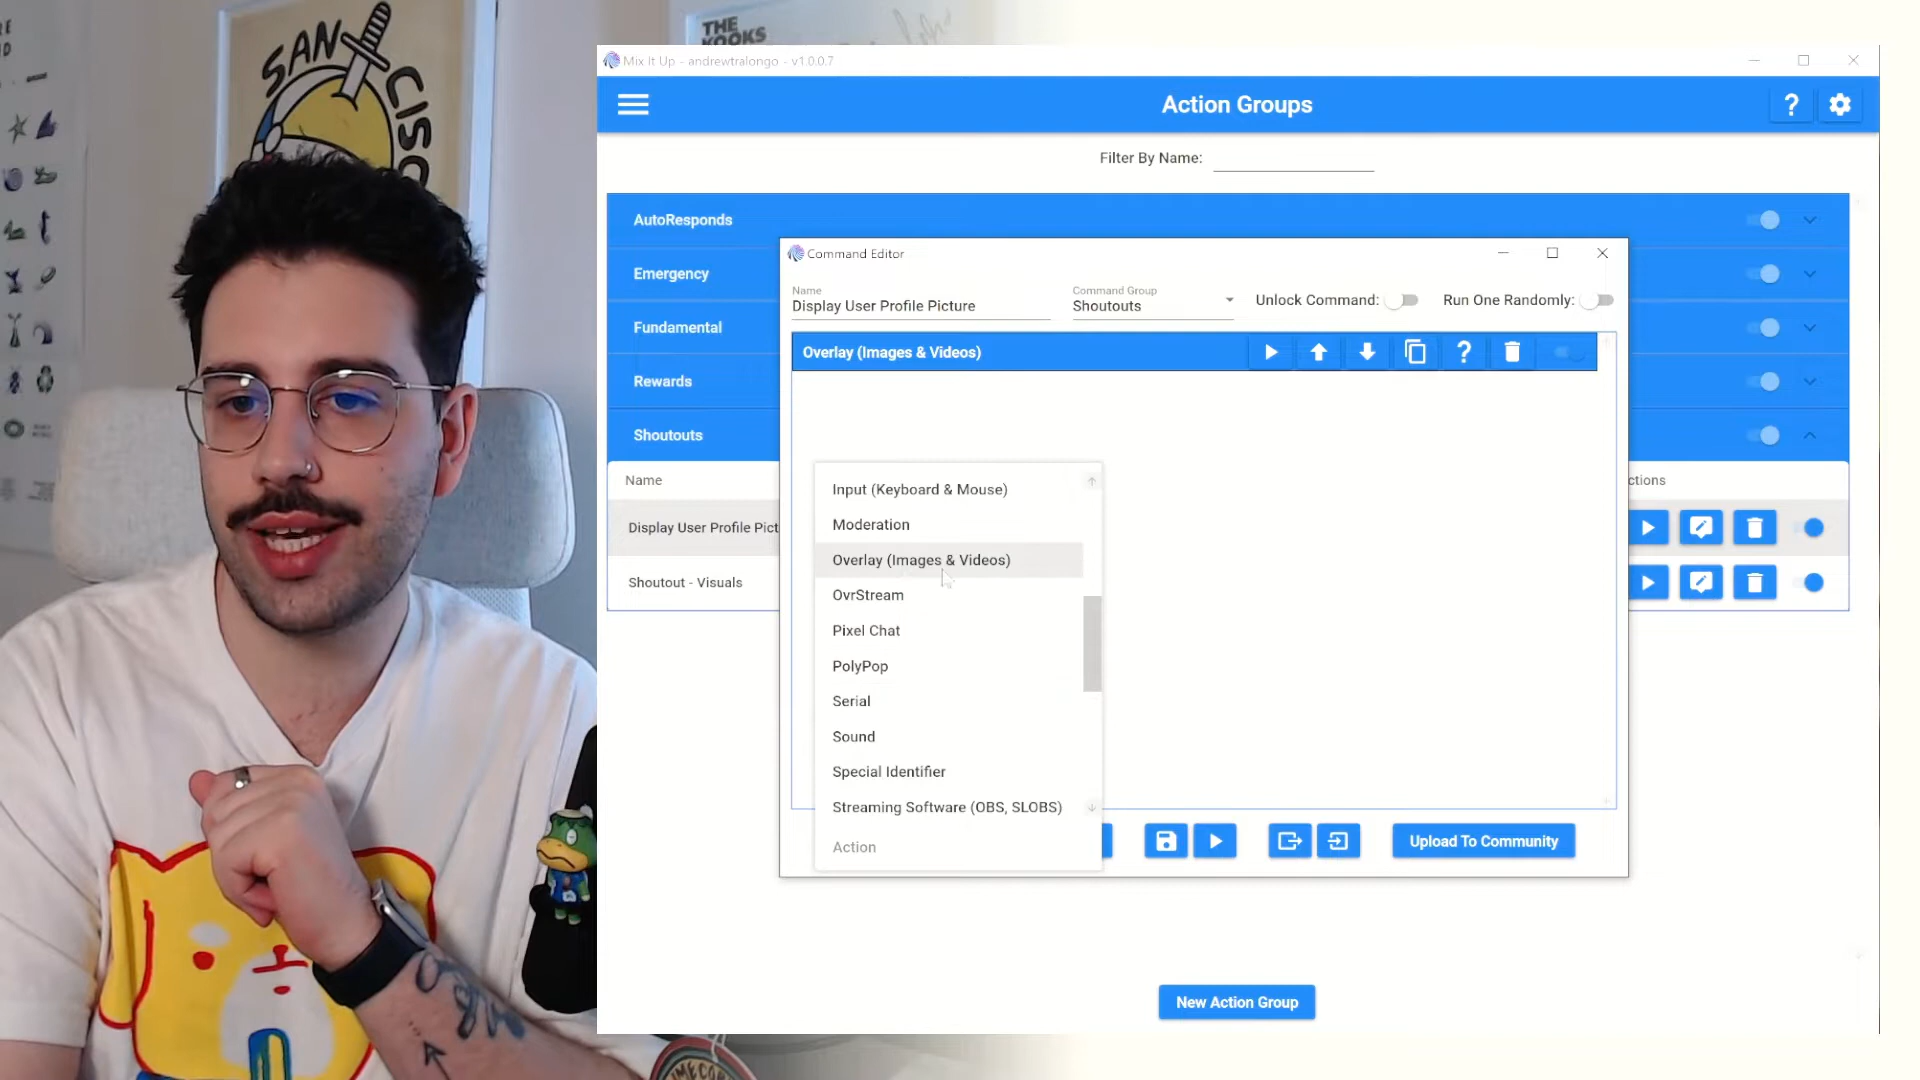 SAN
CISCO
THE
KOOKS
Mix It Up - andrewtralongo - v1.0.0.7
Action Groups
?
Filter By Name:
AutoResponds
Emergency
Fundamental
Rewards
Shoutouts
Name
ctions
Display User Profile Pict
Shoutout - Visuals
New Action Group
Command Editor
Name
Display User Profile Picture
Command Group
Shoutouts
Unlock Command:
Run One Randomly:
Overlay (Images & Videos)
?
Input (Keyboard & Mouse)
Moderation
Overlay (Images & Videos)
OvrStream
Pixel Chat
PolyPop
Serial
Sound
Special Identifier
Streaming Software (OBS, SLOBS)
Action
Upload To Community